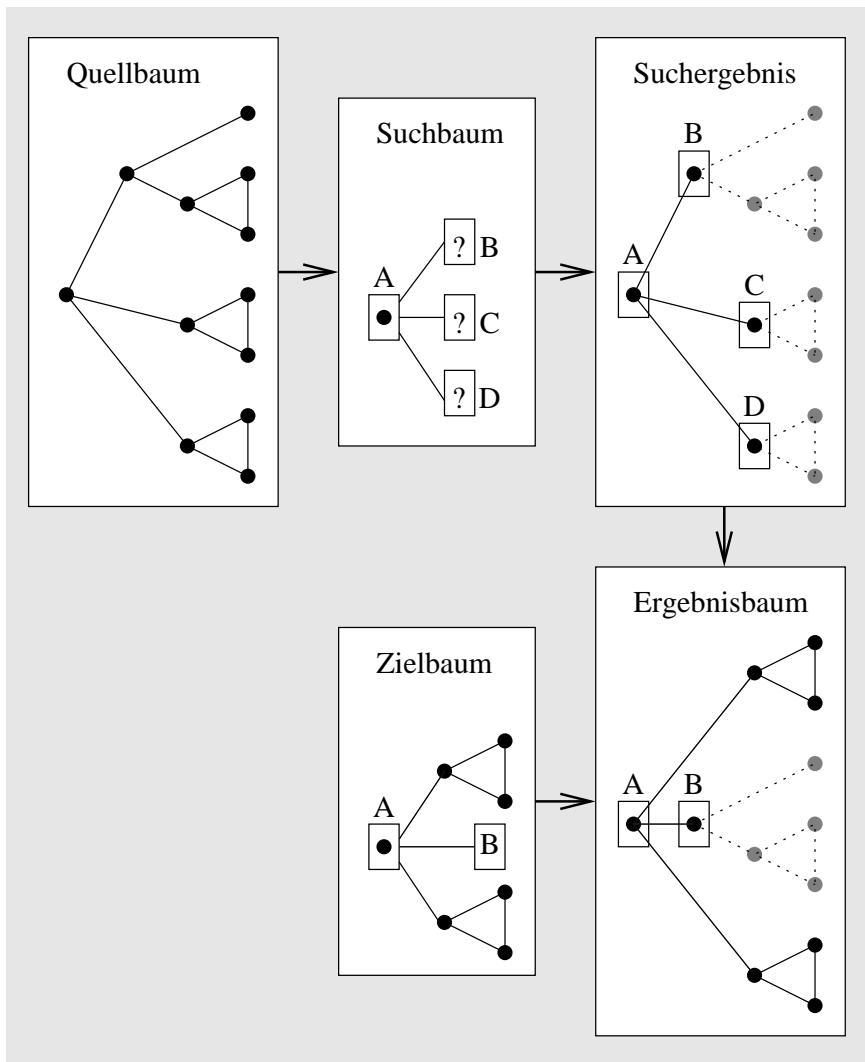 Quellbaum
Suchbaum
A
? B
? C
? D
Suchergebnis
B
A
C
D
Zielbaum
A
B
Ergebnisbaum
A B